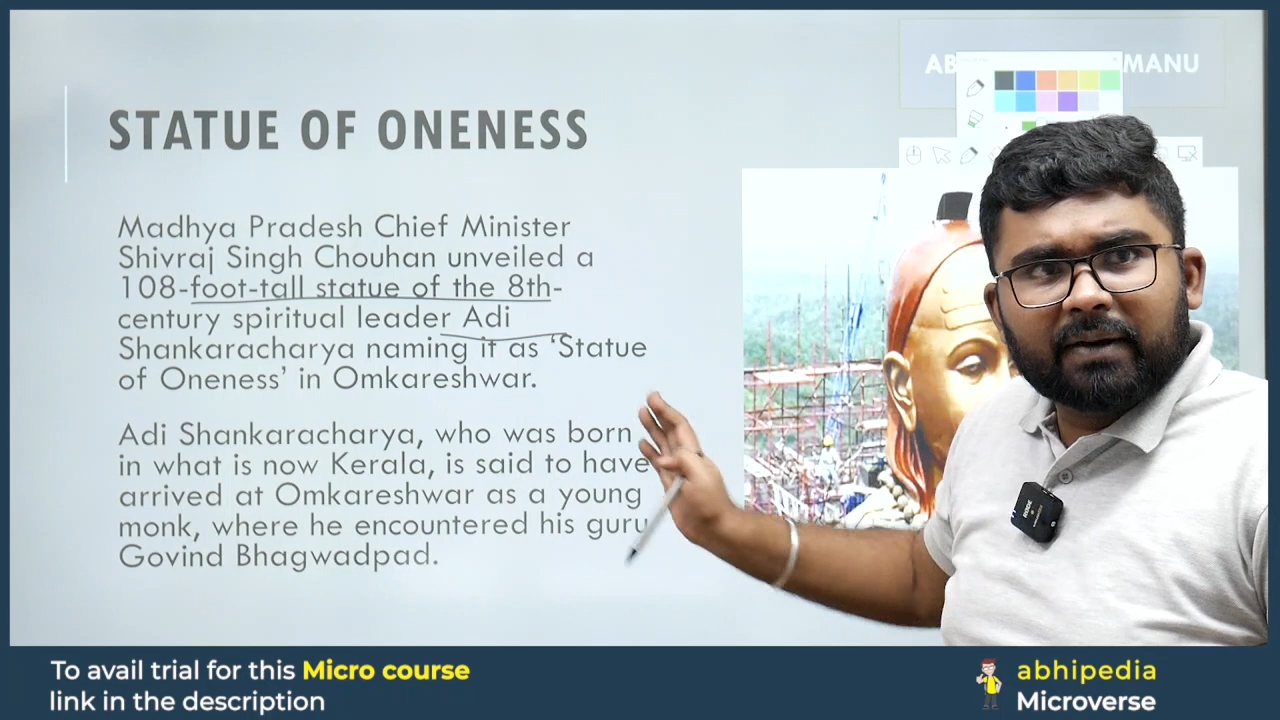 AB MANU
STATUE OF ONENESS
Madhya Pradesh Chief Minister
Shivraj Singh Chouhan unveiled a
108-foot-tall statue of the 8th-
century spiritual leader Adi
Shankaracharya naming it as ‘Statue
of Oneness’ in Omkareshwar.
Adi Shankaracharya, who was born
in what is now Kerala, is said to have
arrived at Omkareshwar as a young
monk, where he encountered his guru
Govind Bhagwadpad.
RODE
To avail trial for this Micro course
link in the description
abhipedia
Microverse